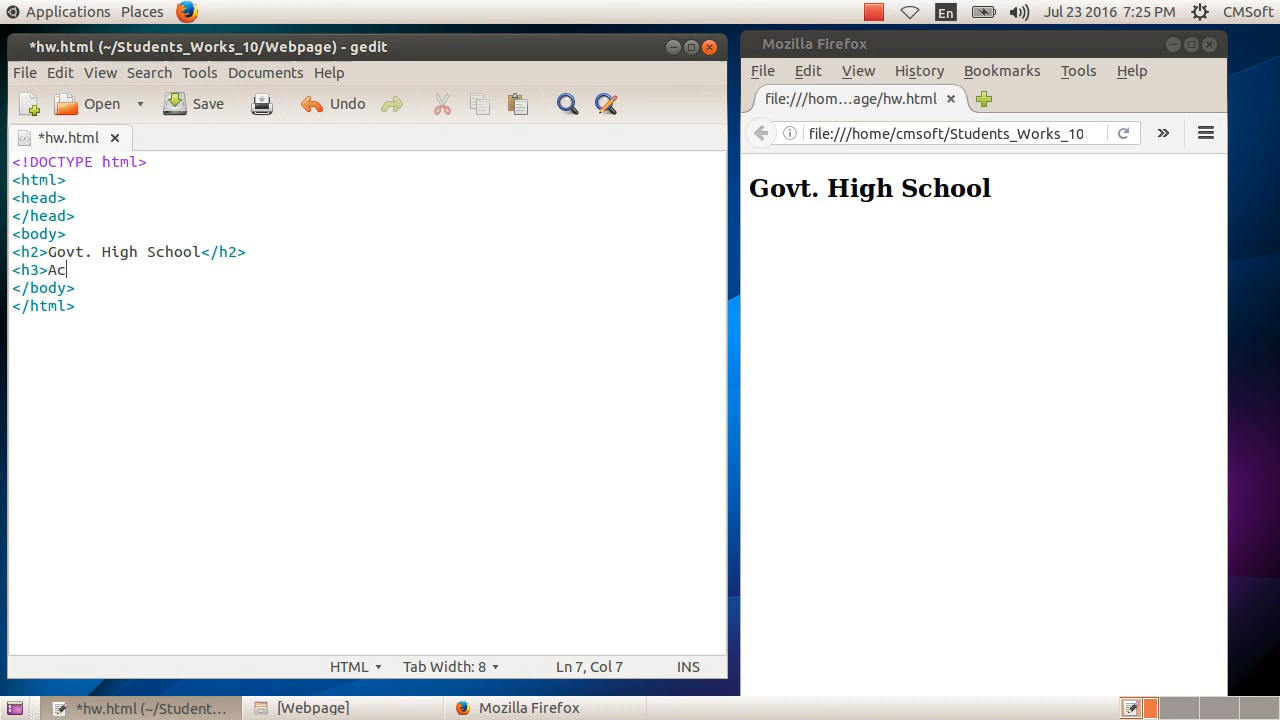 Applications Places En Jul 23 2016 7:25 PM CMSoft
*hw.html (~/Students_Works_10/Webpage) - gedit
File Edit View Search Tools Documents Help
Open Save Undo
*hw.html
<!DOCTYPE html>
<html>
<head>
</head>
<body>
<h2>Govt. High School</h2>
<h3>Ac
</body>
</html>
HTML Tab Width: 8 Ln 7, Col 7 INS
Mozilla Firefox
File Edit View History Bookmarks Tools Help
file:///hom...age/hw.html
file:///home/cmsoft/Students_Works_10
Govt. High School
*hw.html (~/Student... [Webpage] Mozilla Firefox